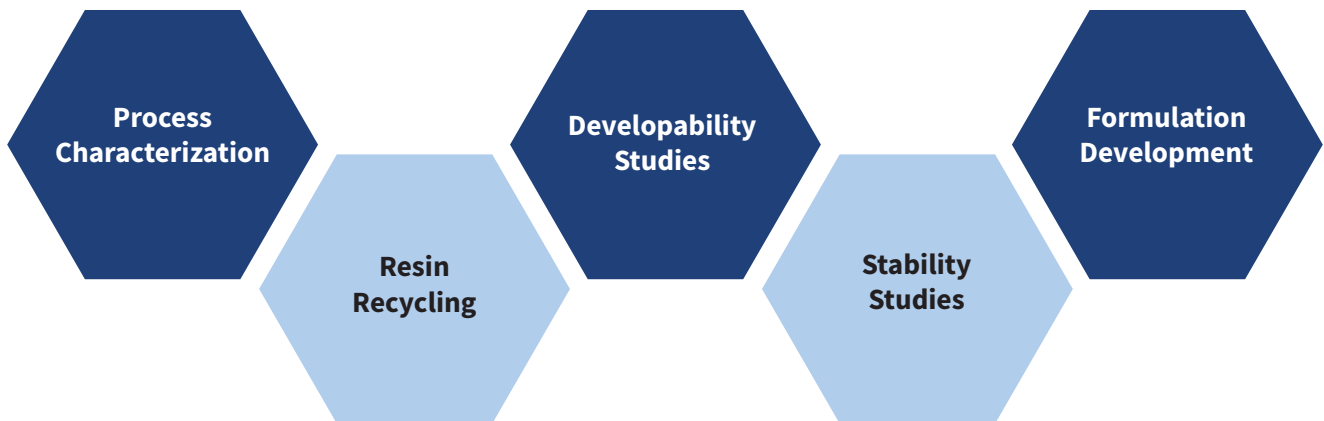 Process
Characterization
Resin
Recycling
Developability
Studies
Stability
Studies
Formulation
Development